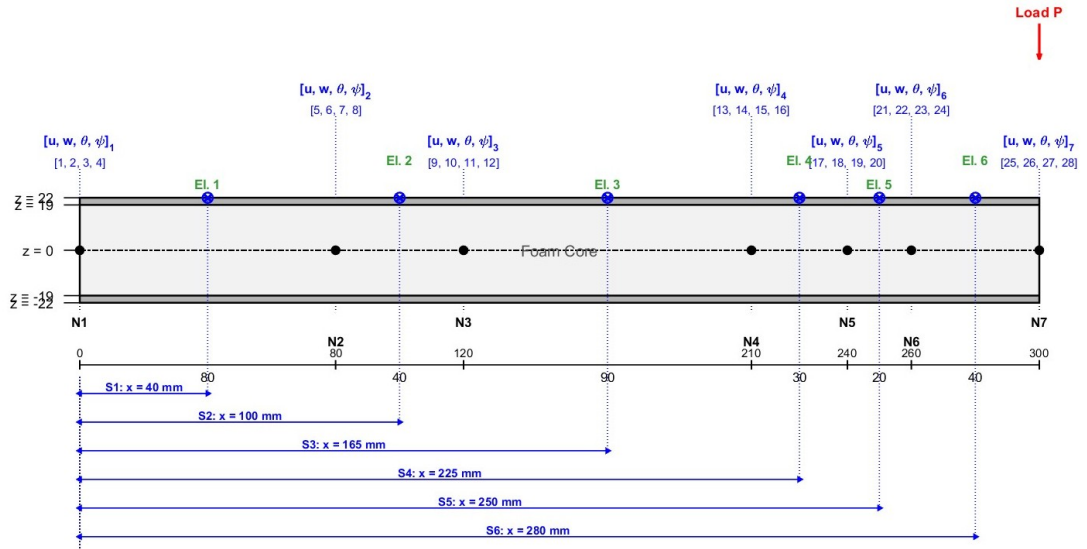 Load P
[u, w, θ, ψ]2
[5, 6, 7, 8]
[u, w, θ, ψ]4
[13, 14, 15, 16]
[u, w, θ, ψ]6
[21, 22, 23, 24]
[u, w, θ, ψ]1
[1, 2, 3, 4]
El. 2
[u, w, θ, ψ]3
[9, 10, 11, 12]
El. 4
[u, w, θ, ψ]5
[17, 18, 19, 20]
El. 6
[u, w, θ, ψ]7
[25, 26, 27, 28]
El. 1
El. 3
El. 5
z = 22
z = 19
z = 0
Foam Core
z = -19
z = -22
N1
N3
N5
N7
N2
N4
N6
0
80
120
210
240
260
300
80
40
90
30
20
40
S1: x = 40 mm
S2: x = 100 mm
S3: x = 165 mm
S4: x = 225 mm
S5: x = 250 mm
S6: x = 280 mm